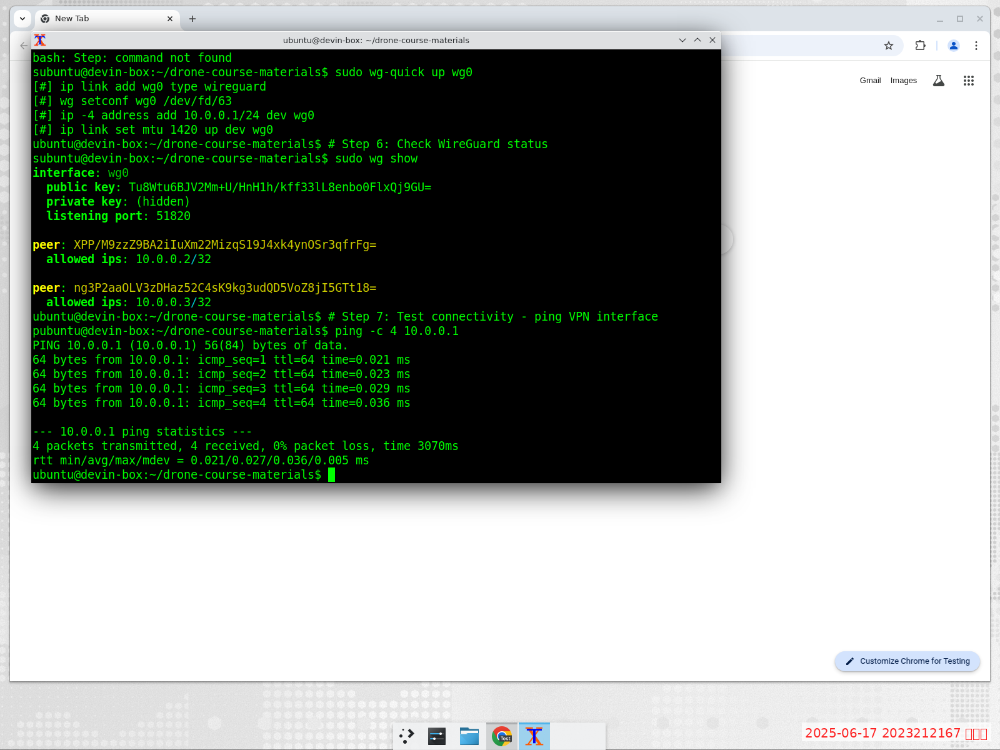 New Tab
ubuntu@devin-box: ~/drone-course-materials
bash: Step: command not found
subuntu@devin-box:~/drone-course-materials$ sudo wg-quick up wg0
[#] ip link add wg0 type wireguard
[#] wg setconf wg0 /dev/fd/63
[#] ip -4 address add 10.0.0.1/24 dev wg0
[#] ip link set mtu 1420 up dev wg0
ubuntu@devin-box:~/drone-course-materials$ # Step 6: Check WireGuard status
subuntu@devin-box:~/drone-course-materials$ sudo wg show
interface: wg0
  public key: Tu8Wtu6BJV2Mm+U/HnH1h/kff33lL8enbo0FlxQj9GU=
  private key: (hidden)
  listening port: 51820
peer: XPP/M9zzZ9BA2iIuXm22MizqS19J4xk4ynOSr3qfrFg=
  allowed ips: 10.0.0.2/32
peer: ng3P2aaOLV3zDHaz52C4sK9kg3udQD5VoZ8jI5GTt18=
  allowed ips: 10.0.0.3/32
ubuntu@devin-box:~/drone-course-materials$ # Step 7: Test connectivity - ping VPN interface
pubuntu@devin-box:~/drone-course-materials$ ping -c 4 10.0.0.1
PING 10.0.0.1 (10.0.0.1) 56(84) bytes of data.
64 bytes from 10.0.0.1: icmp_seq=1 ttl=64 time=0.021 ms
64 bytes from 10.0.0.1: icmp_seq=2 ttl=64 time=0.023 ms
64 bytes from 10.0.0.1: icmp_seq=3 ttl=64 time=0.029 ms
64 bytes from 10.0.0.1: icmp_seq=4 ttl=64 time=0.036 ms
--- 10.0.0.1 ping statistics ---
4 packets transmitted, 4 received, 0% packet loss, time 3070ms
rtt min/avg/max/mdev = 0.021/0.027/0.036/0.005 ms
ubuntu@devin-box:~/drone-course-materials$
Gmail Images
Customize Chrome for Testing
Test
2025-06-17 2023212167